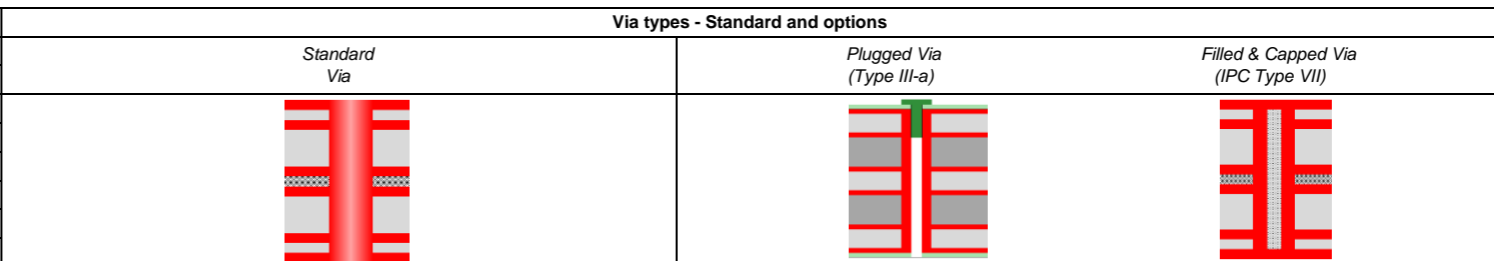 Via types - Standard and options
Standard
Via
Plugged Via
(Type III-a)
Filled & Capped Via
(IPC Type VII)